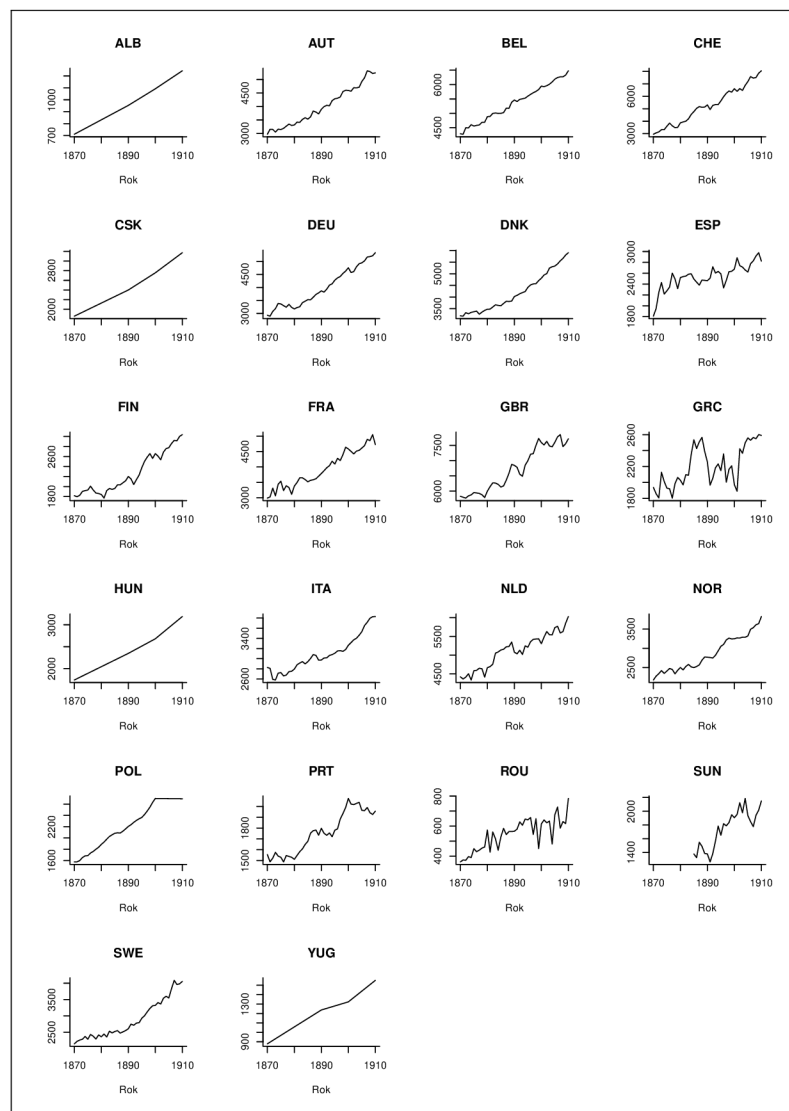 ALB
700 1000
1870 1890 1910
Rok
AUT
3000 4500
1870 1890 1910
Rok
BEL
4500 6000
1870 1890 1910
Rok
CHE
3000 6000
1870 1890 1910
Rok
CSK
2000 2800
1870 1890 1910
Rok
DEU
3000 4500
1870 1890 1910
Rok
DNK
3500 5000
1870 1890 1910
Rok
ESP
1800 2400 3000
1870 1890 1910
Rok
FIN
1800 2600
1870 1890 1910
Rok
FRA
3000 4500
1870 1890 1910
Rok
GBR
6000 7500
1870 1890 1910
Rok
GRC
1800 2200 2600
1870 1890 1910
Rok
HUN
2000 3000
1870 1890 1910
Rok
ITA
2600 3400
1870 1890 1910
Rok
NLD
4500 5500
1870 1890 1910
Rok
NOR
2500 3500
1870 1890 1910
Rok
POL
1600 2200
1870 1890 1910
Rok
PRT
1500 1800
1870 1890 1910
Rok
ROU
400 600 800
1870 1890 1910
Rok
SUN
1400 2000
1870 1890 1910
Rok
SWE
2500 3500
1870 1890 1910
Rok
YUG
900 1300
1870 1890 1910
Rok